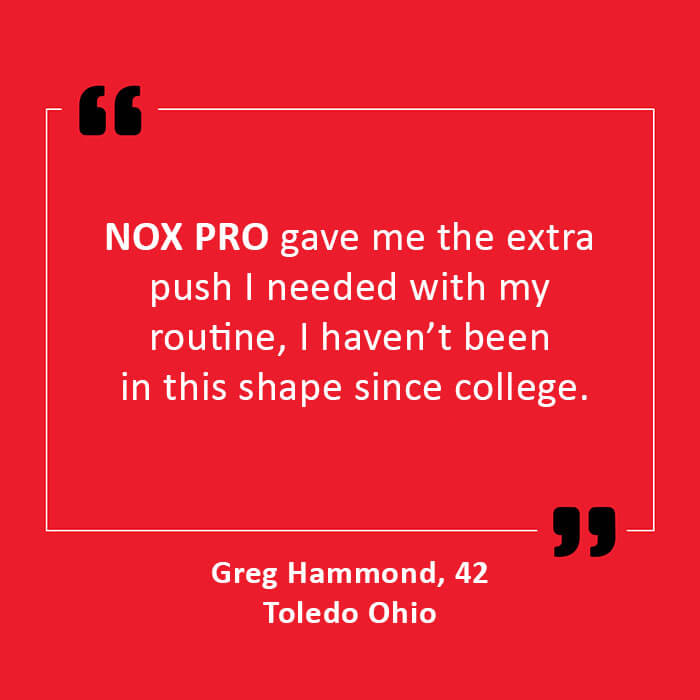 “
NOX PRO gave me the extra
push I needed with my
routine, I haven’t been
in this shape since college.
”
Greg Hammond, 42
Toledo Ohio